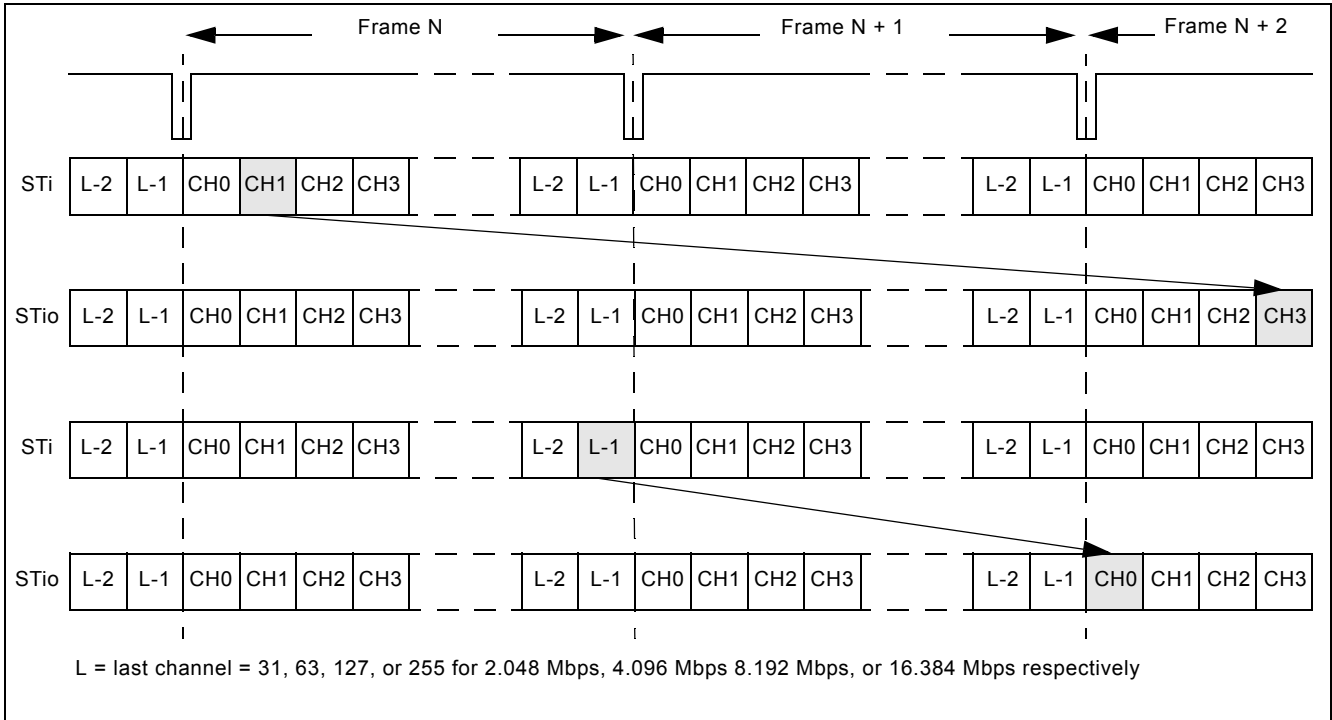 Frame N Frame N + 1 Frame N + 2
STi L-2 L-1 CH0 CH1 CH2 CH3 L-2 L-1 CH0 CH1 CH2 CH3 L-2 L-1 CH0 CH1 CH2 CH3
STio L-2 L-1 CH0 CH1 CH2 CH3 L-2 L-1 CH0 CH1 CH2 CH3 L-2 L-1 CH0 CH1 CH2 CH3
STi L-2 L-1 CH0 CH1 CH2 CH3 L-2 L-1 CH0 CH1 CH2 CH3 L-2 L-1 CH0 CH1 CH2 CH3
STio L-2 L-1 CH0 CH1 CH2 CH3 L-2 L-1 CH0 CH1 CH2 CH3 L-2 L-1 CH0 CH1 CH2 CH3
L = last channel = 31, 63, 127, or 255 for 2.048 Mbps, 4.096 Mbps 8.192 Mbps, or 16.384 Mbps respectively